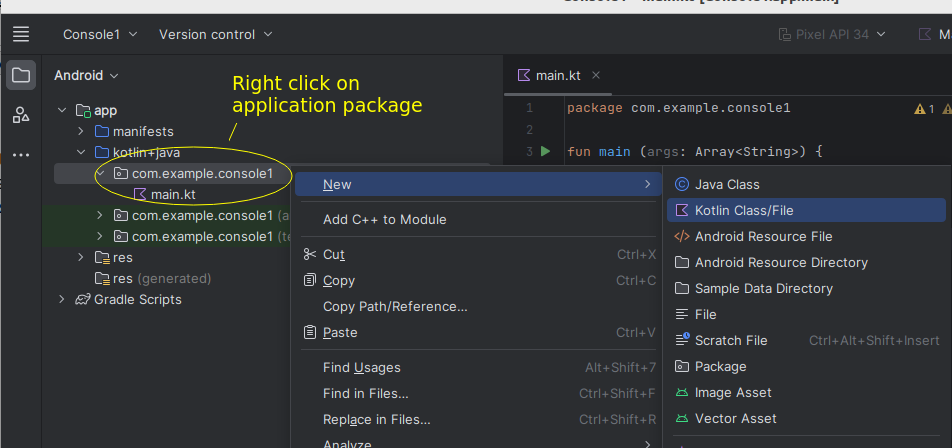 Console1
Version control
Pixel API 34
Android
Right click on
application package
main.kt
app
manifests
kotlin+java
com.example.console1
main.kt
com.example.console1
com.example.console1
res
res (generated)
Gradle Scripts
1 package com.example.console1
1
2
3 fun main (args: Array<String>) {
New
Add C++ to Module
Cut Ctrl+X
Copy Ctrl+C
Copy Path/Reference...
Paste Ctrl+V
Find Usages Alt+Shift+7
Find in Files... Ctrl+Shift+F
Replace in Files... Ctrl+Shift+R
Analyze
Java Class
Kotlin Class/File
Android Resource File
Android Resource Directory
Sample Data Directory
File
Scratch File Ctrl+Alt+Shift+Insert
Package
Image Asset
Vector Asset